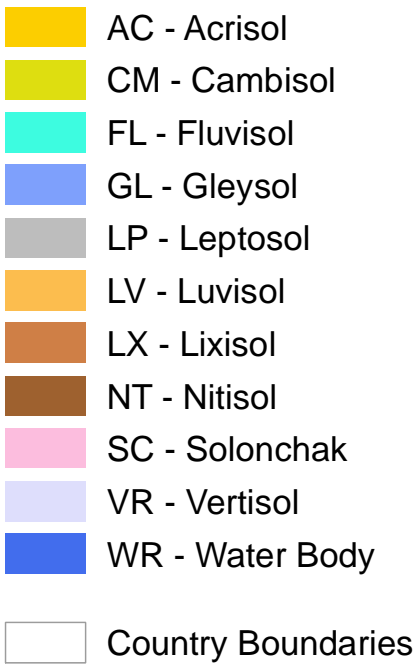 AC - Acrisol
CM - Cambisol
FL - Fluvisol
GL - Gleysol
LP - Leptosol
LV - Luvisol
LX - Lixisol
NT - Nitisol
SC - Solonchak
VR - Vertisol
WR - Water Body
Country Boundaries